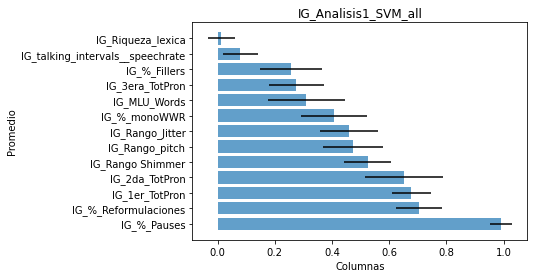 IG_Analisis1_SVM_all
IG_Riqueza_lexica
IG_talking_intervals__speechrate
IG_%_Fillers
IG_3era_TotPron
IG_MLU_Words
IG_%_monoWWR
IG_Rango_Jitter
IG_Rango_pitch
IG_Rango Shimmer
IG_2da_TotPron
IG_1er_TotPron
IG_%_Reformulaciones
IG_%_Pauses
Promedio
0.0 0.2 0.4 0.6 0.8 1.0
Columnas